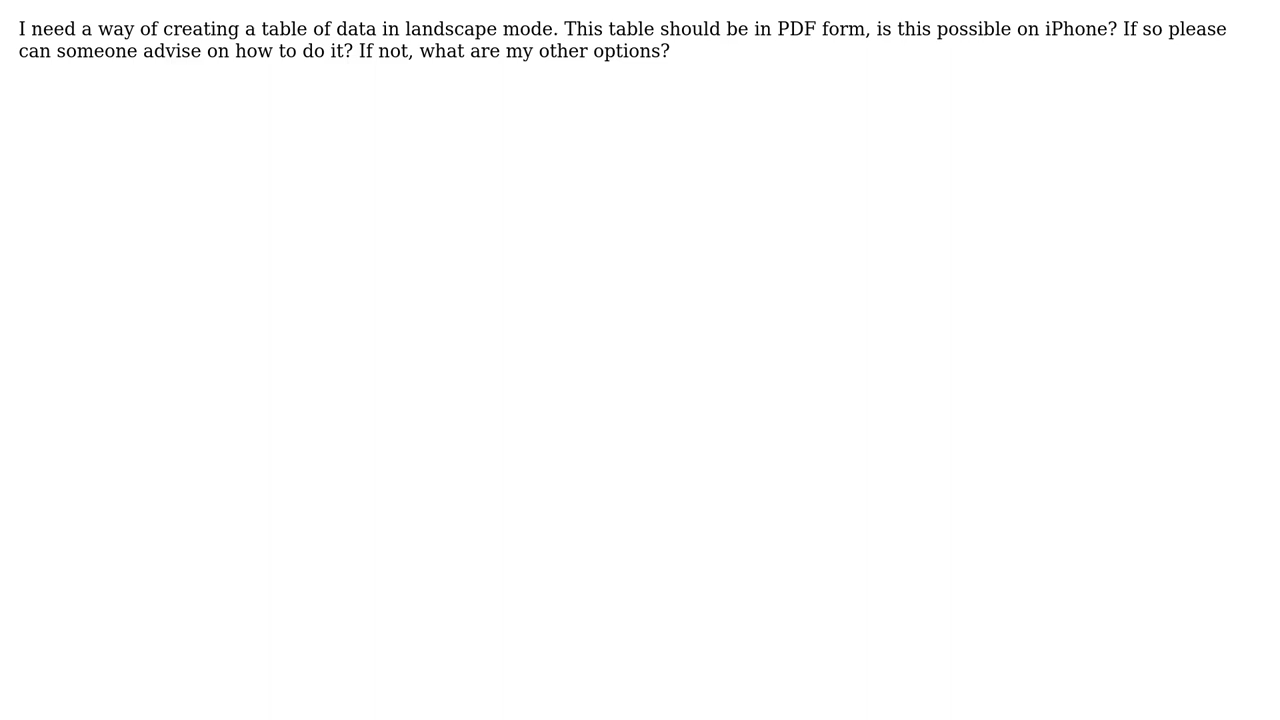 I need a way of creating a table of data in landscape mode. This table should be in PDF form, is this possible on iPhone? If so please
can someone advise on how to do it? If not, what are my other options?